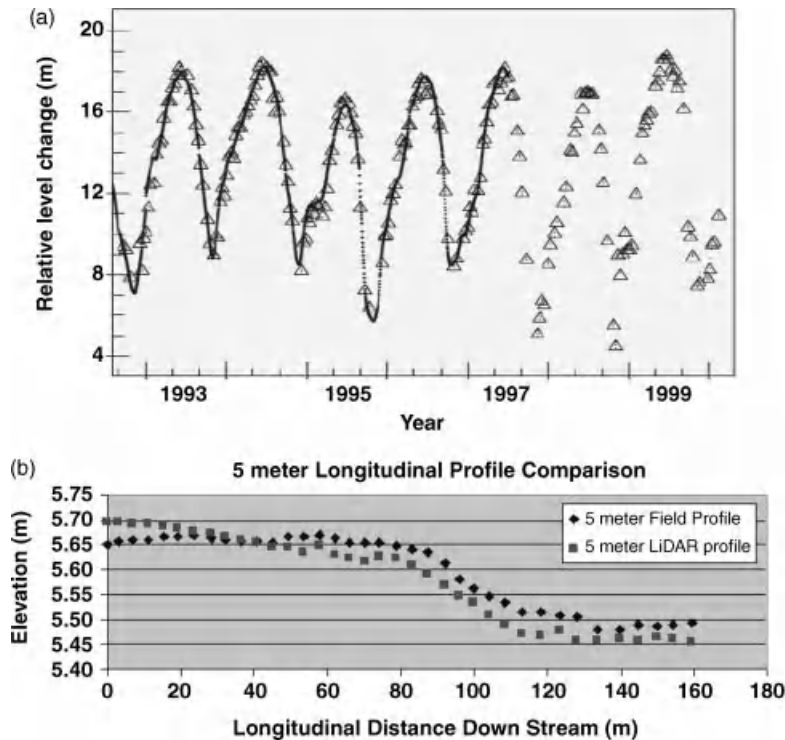 (a)
20
16
12
8
4
Relative level change (m)
1993 1995 1997 1999
Year
(b)
5 meter Longitudinal Profile Comparison
5.75
5.70
5.65
5.60
5.55
5.50
5.45
5.40
Elevation (m)
5 meter Field Profile
5 meter LiDAR profile
0 20 40 60 80 100 120 140 160 180
Longitudinal Distance Down Stream (m)